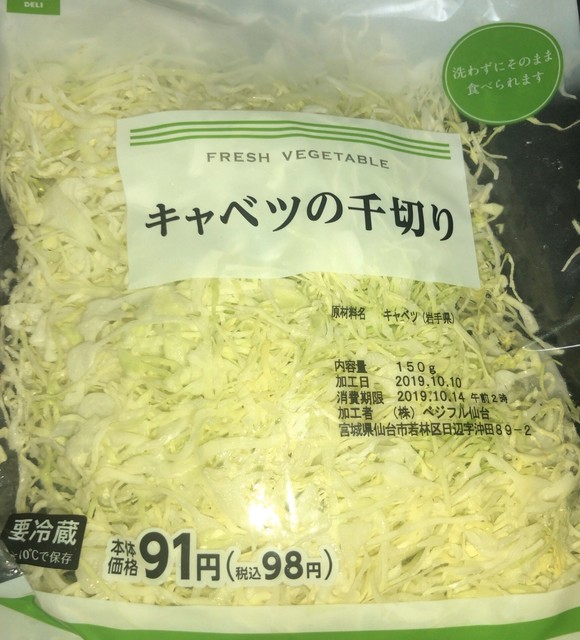 DELI
洗わずにそのまま
食べられます
FRESH VEGETABLE
キャベツの千切り
原材料名 キャベツ(岩手県)
内容量 150g
加工日 2019.10.10
消費期限 2019.10.14 午前2時
加工者 (株)ベジフル仙台
宮城県仙台市若林区日辺字沖田89-2
要冷蔵
10℃で保存
本体価格 91円(税込98円)